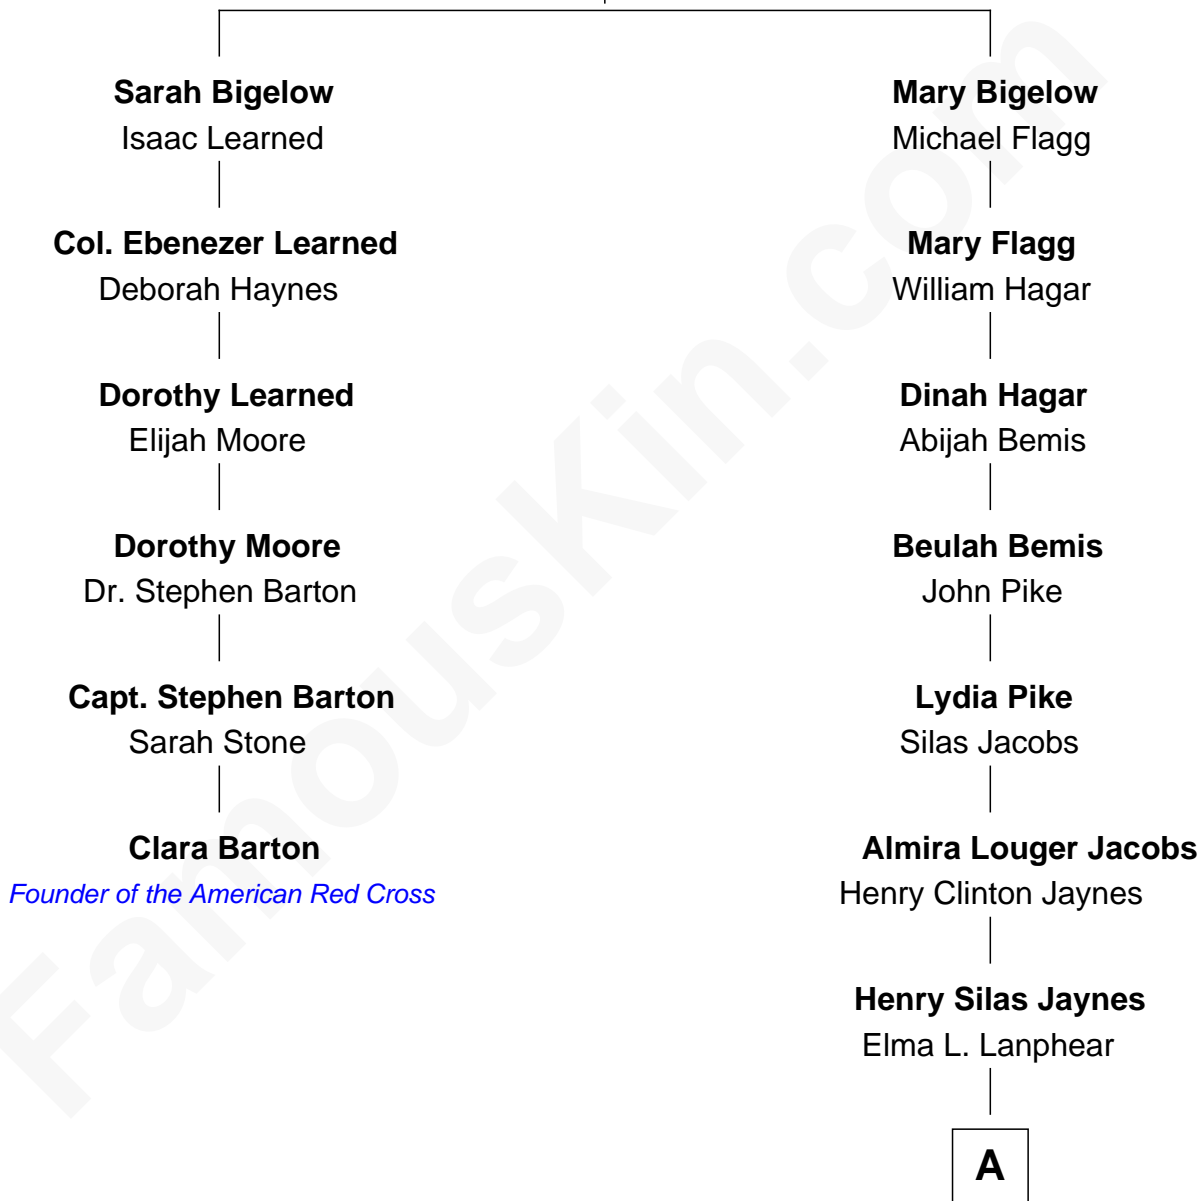 Sarah Bigelow
Isaac Learned
Col. Ebenezer Learned
Deborah Haynes
Dorothy Learned
Elijah Moore
Dorothy Moore
Dr. Stephen Barton
Capt. Stephen Barton
Sarah Stone
Clara Barton
Founder of the American Red Cross
Mary Bigelow
Michael Flagg
Mary Flagg
William Hagar
Dinah Hagar
Abijah Bemis
Beulah Bemis
John Pike
Lydia Pike
Silas Jacobs
Almira Louger Jacobs
Henry Clinton Jaynes
Henry Silas Jaynes
Elma L. Lanphear
A
FamousKin.com